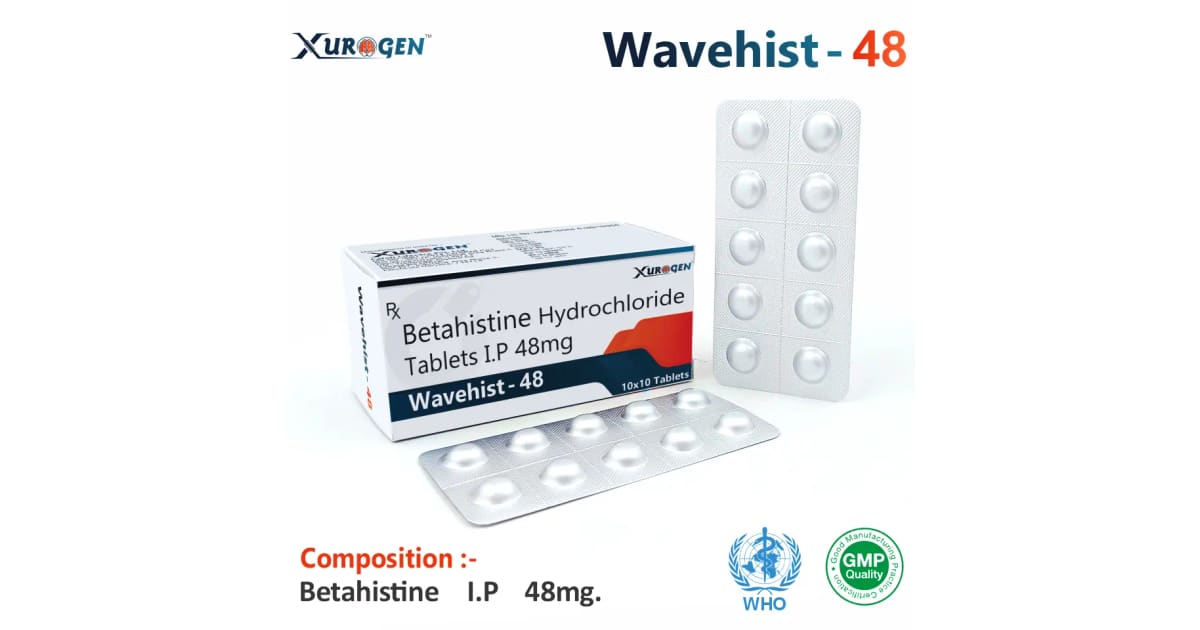 XUROGEN™
Wavehist - 48
XUROGEN
XUROGEN
Rx
Betahistine Hydrochloride
Tablets I.P 48mg
Wavehist - 48
10x10 Tablets
Wavehist - 48
Composition :-
Betahistine I.P 48mg.
WHO
Good Manufacturing
Practice Certification
GMP
Quality